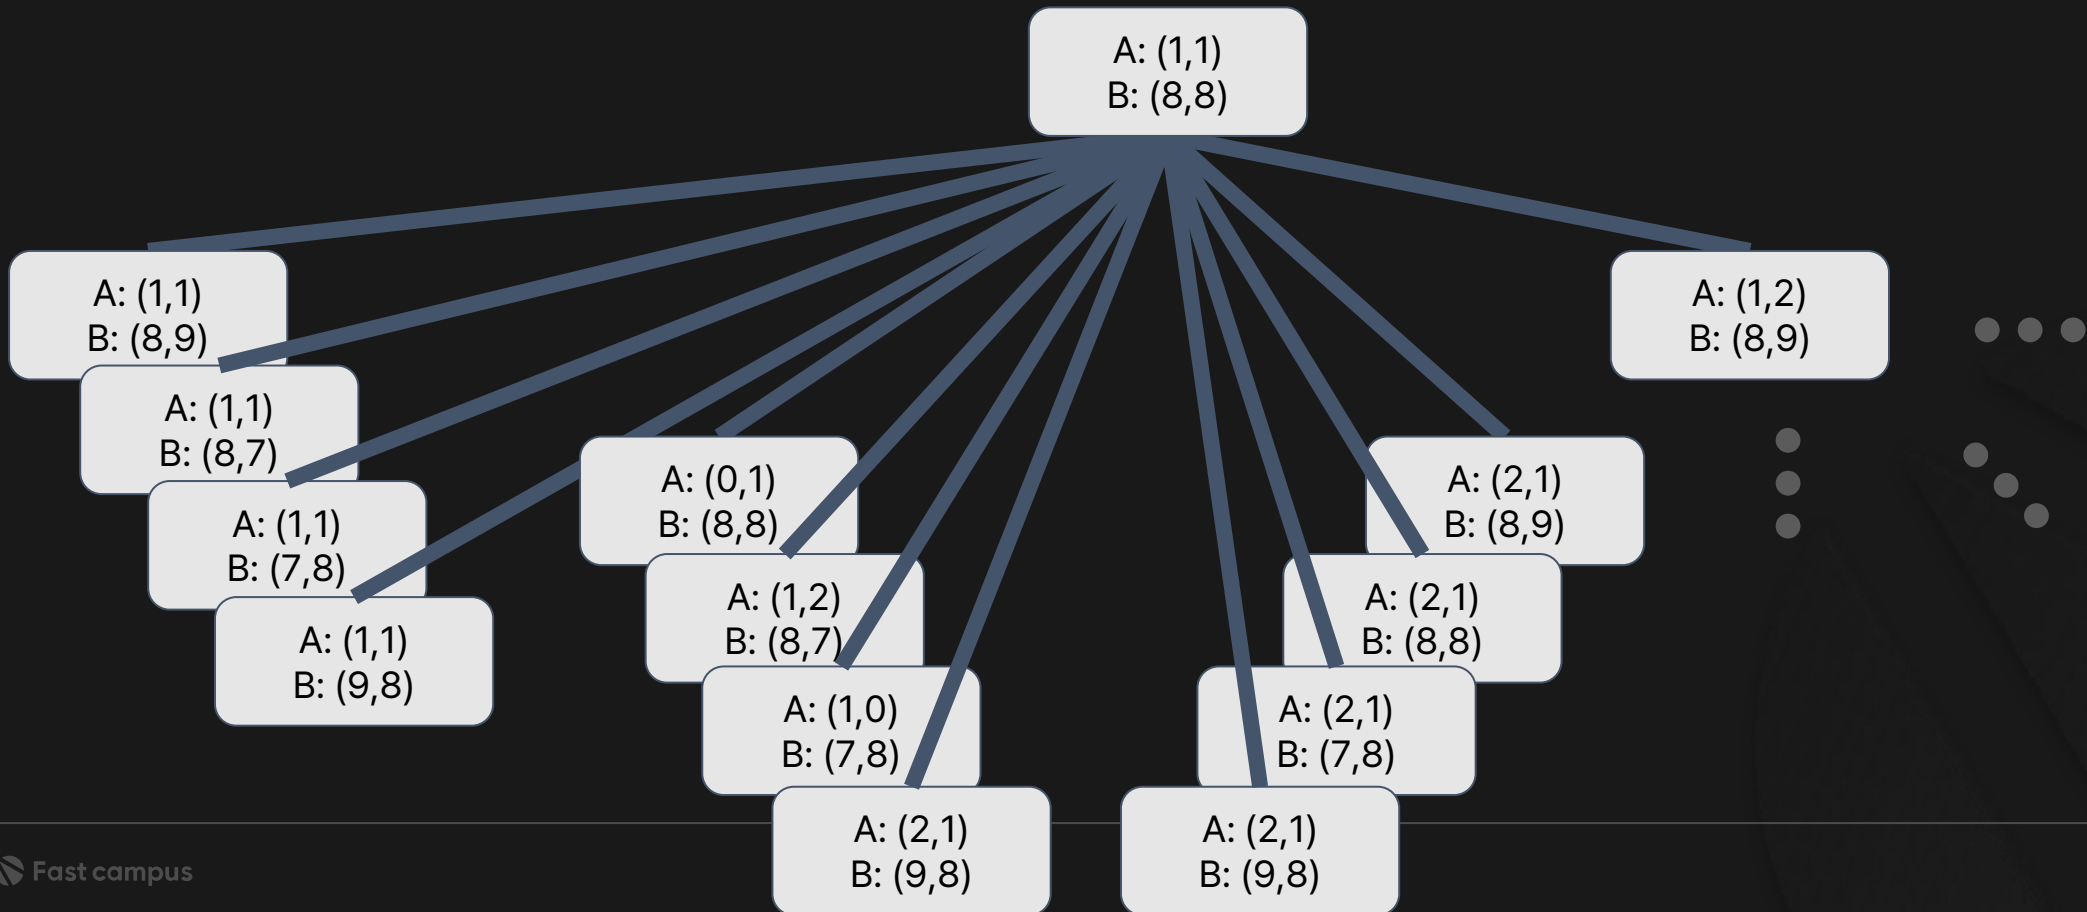 A: (1,1)
B: (8,8)
A: (1,1)
B: (8,9)
A: (1,1)
B: (8,7)
A: (1,1)
B: (7,8)
A: (1,1)
B: (9,8)
A: (0,1)
B: (8,8)
A: (1,2)
B: (8,7)
A: (1,0)
B: (7,8)
A: (2,1)
B: (9,8)
A: (2,1)
B: (8,9)
A: (2,1)
B: (8,8)
A: (2,1)
B: (7,8)
A: (2,1)
B: (9,8)
A: (1,2)
B: (8,9)
Fast campus